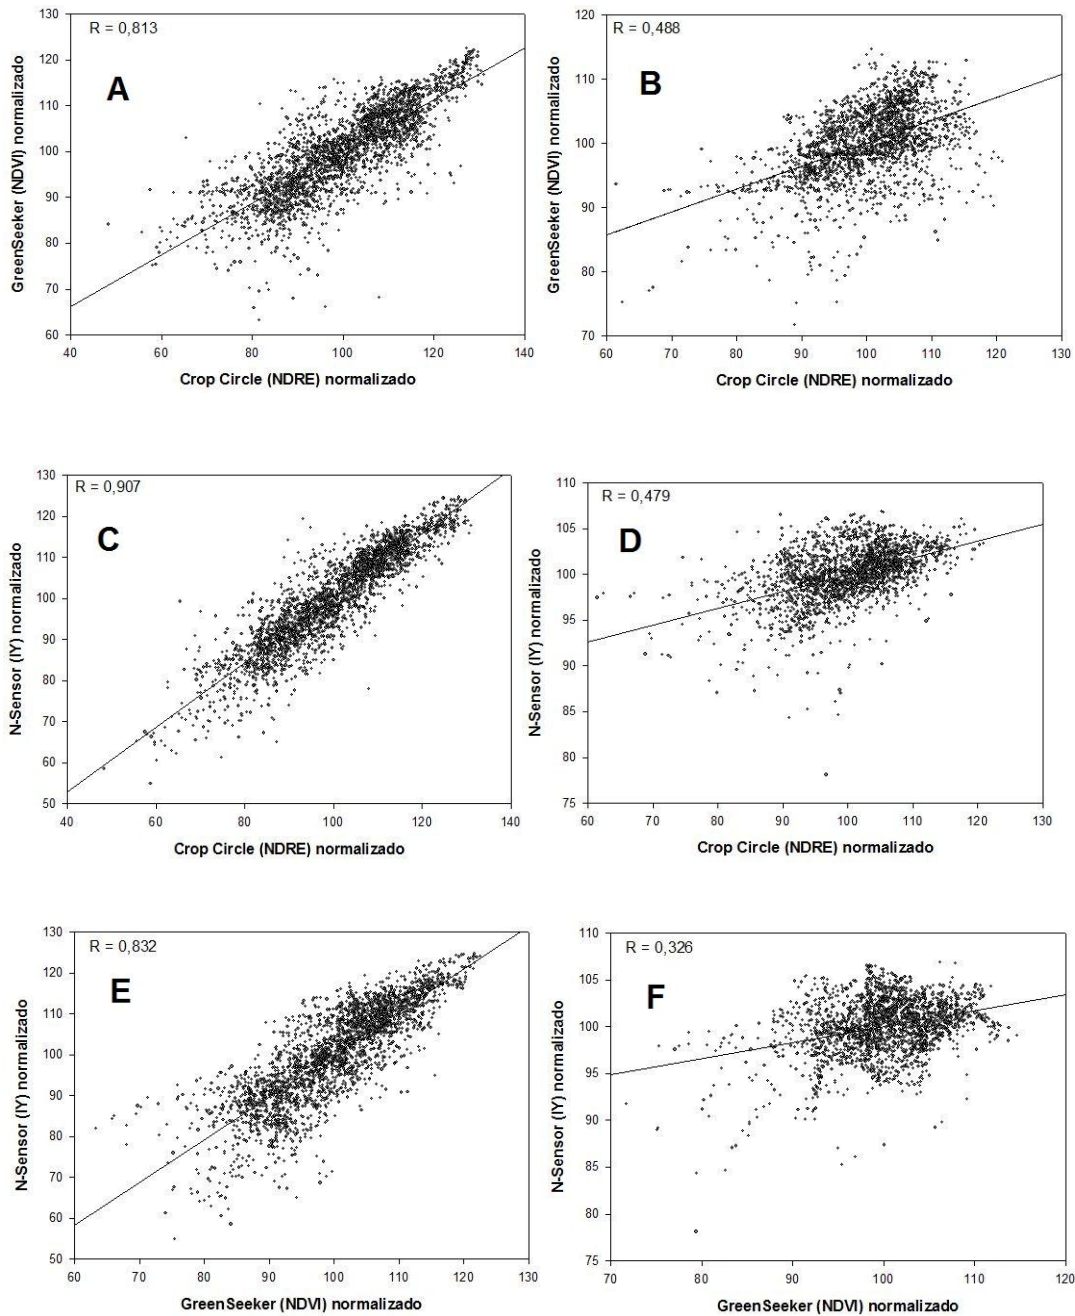 R = 0,813
A
GreenSeeker (NDVI) normalizado
130
120
110
100
90
80
70
60
40 60 80 100 120 140
Crop Circle (NDRE) normalizado
R = 0,488
B
GreenSeeker (NDVI) normalizado
120
110
100
90
80
70
60 70 80 90 100 110 120 130
Crop Circle (NDRE) normalizado
R = 0,907
C
N-Sensor (IY) normalizado
130
120
110
100
90
80
70
60
50
40 60 80 100 120 140
Crop Circle (NDRE) normalizado
R = 0,479
D
N-Sensor (IY) normalizado
110
105
100
95
90
85
80
75
60 70 80 90 100 110 120 130
Crop Circle (NDRE) normalizado
R = 0,832
E
N-Sensor (IY) normalizado
130
120
110
100
90
80
70
60
50
60 70 80 90 100 110 120 130
GreenSeeker (NDVI) normalizado
R = 0,326
F
N-Sensor (IY) normalizado
110
105
100
95
90
85
80
75
70 80 90 100 110 120
GreenSeeker (NDVI) normalizado